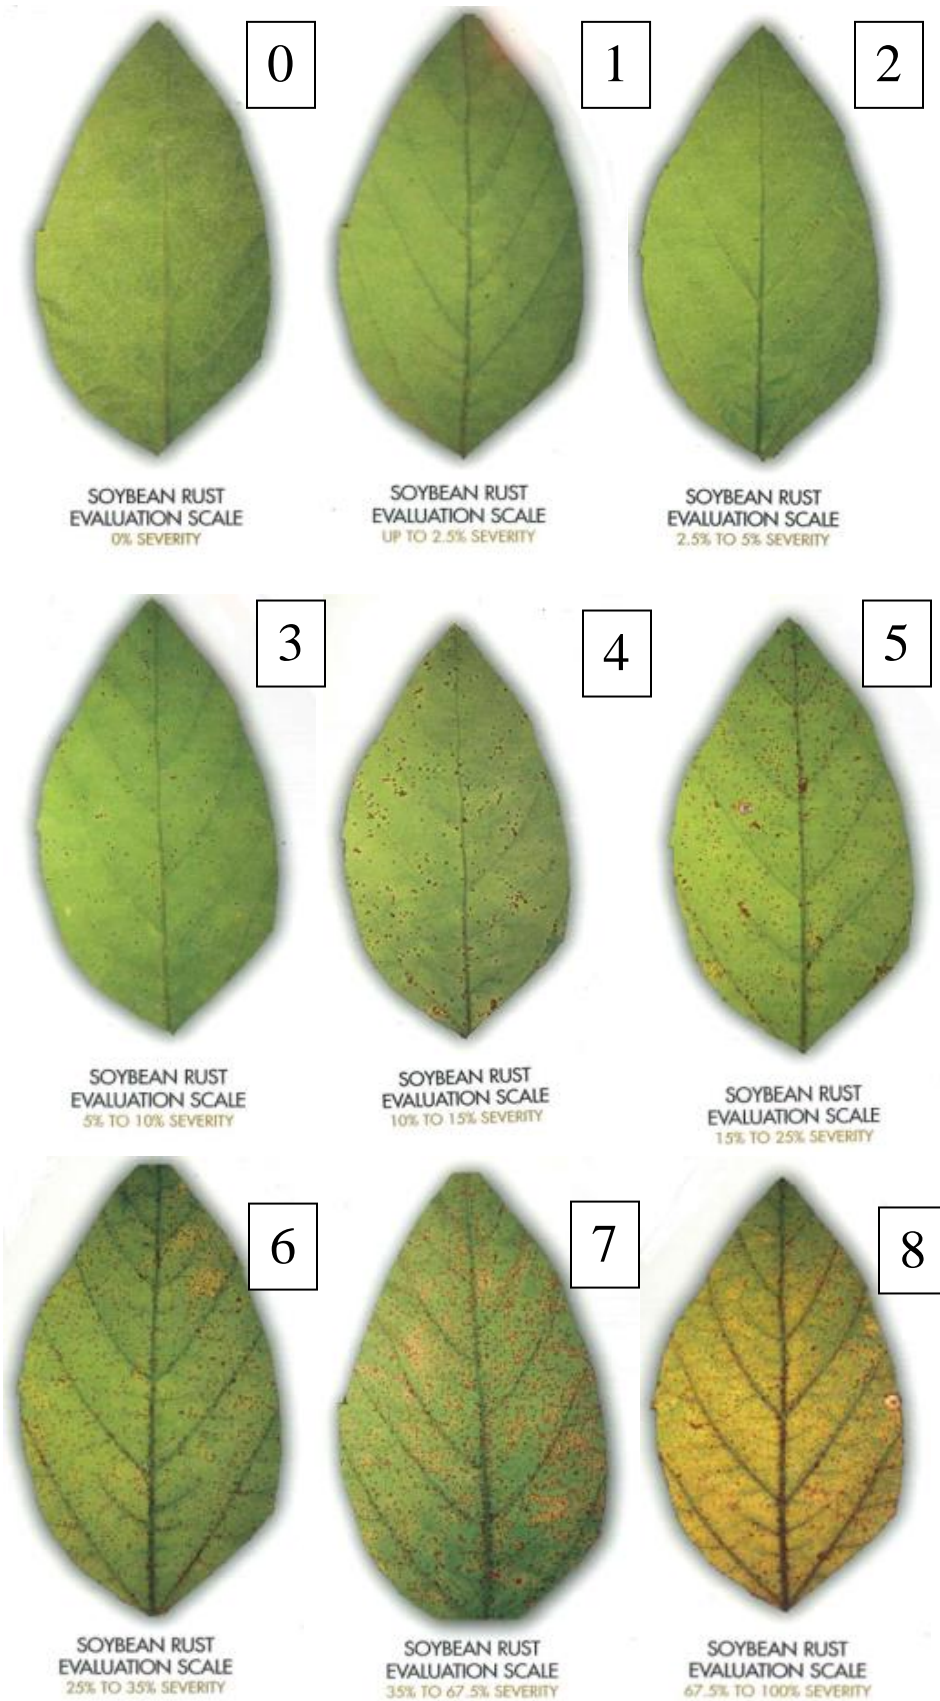 0
1
2
SOYBEAN RUST
EVALUATION SCALE
0% SEVERITY
SOYBEAN RUST
EVALUATION SCALE
UP TO 2.5% SEVERITY
SOYBEAN RUST
EVALUATION SCALE
2.5% TO 5% SEVERITY
3
4
5
SOYBEAN RUST
EVALUATION SCALE
5% TO 10% SEVERITY
SOYBEAN RUST
EVALUATION SCALE
10% TO 15% SEVERITY
SOYBEAN RUST
EVALUATION SCALE
15% TO 25% SEVERITY
6
7
8
SOYBEAN RUST
EVALUATION SCALE
25% TO 35% SEVERITY
SOYBEAN RUST
EVALUATION SCALE
35% TO 67.5% SEVERITY
SOYBEAN RUST
EVALUATION SCALE
67.5% TO 100% SEVERITY